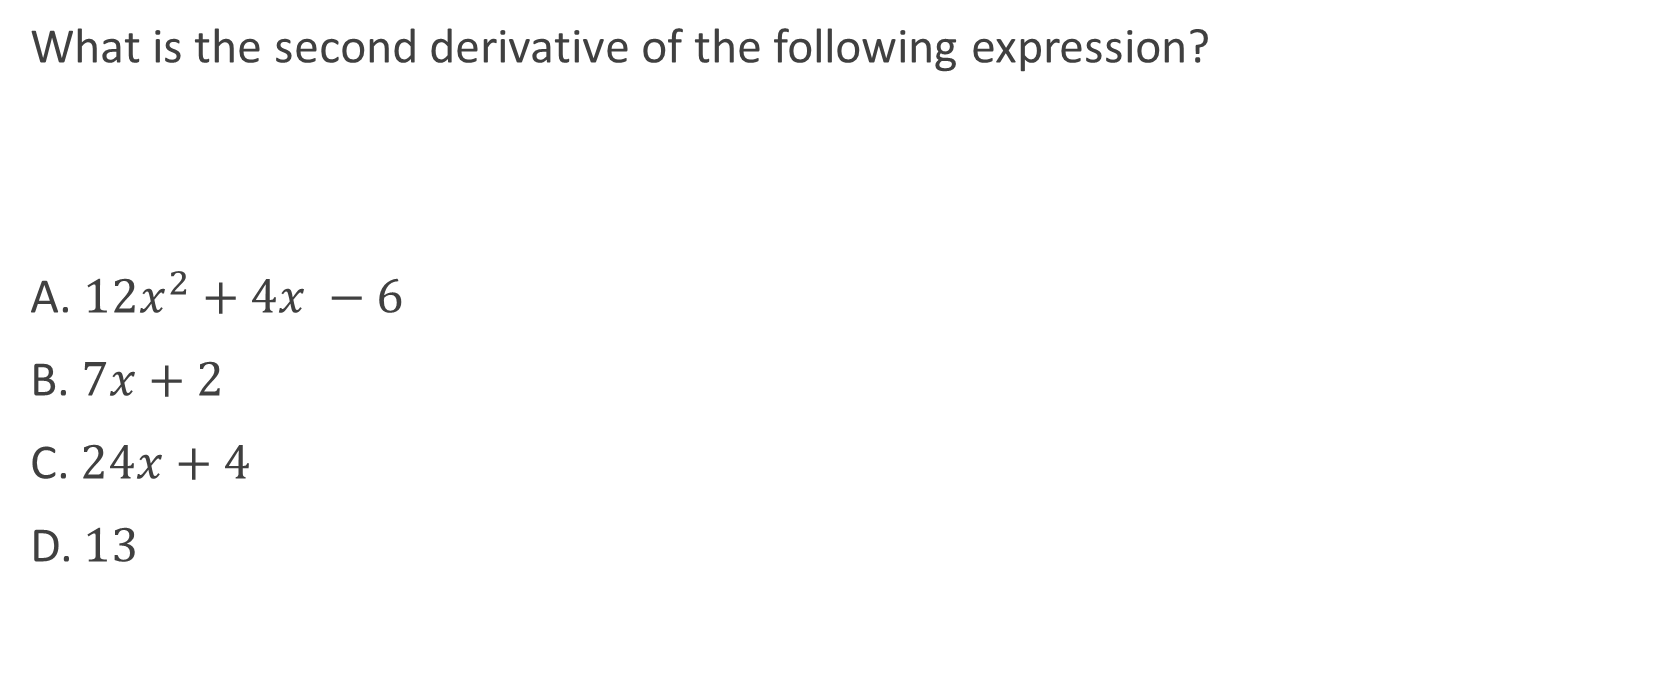 What is the second derivative of the following expression?
A. 12x² + 4x − 6
B. 7x + 2
C. 24x + 4
D. 13